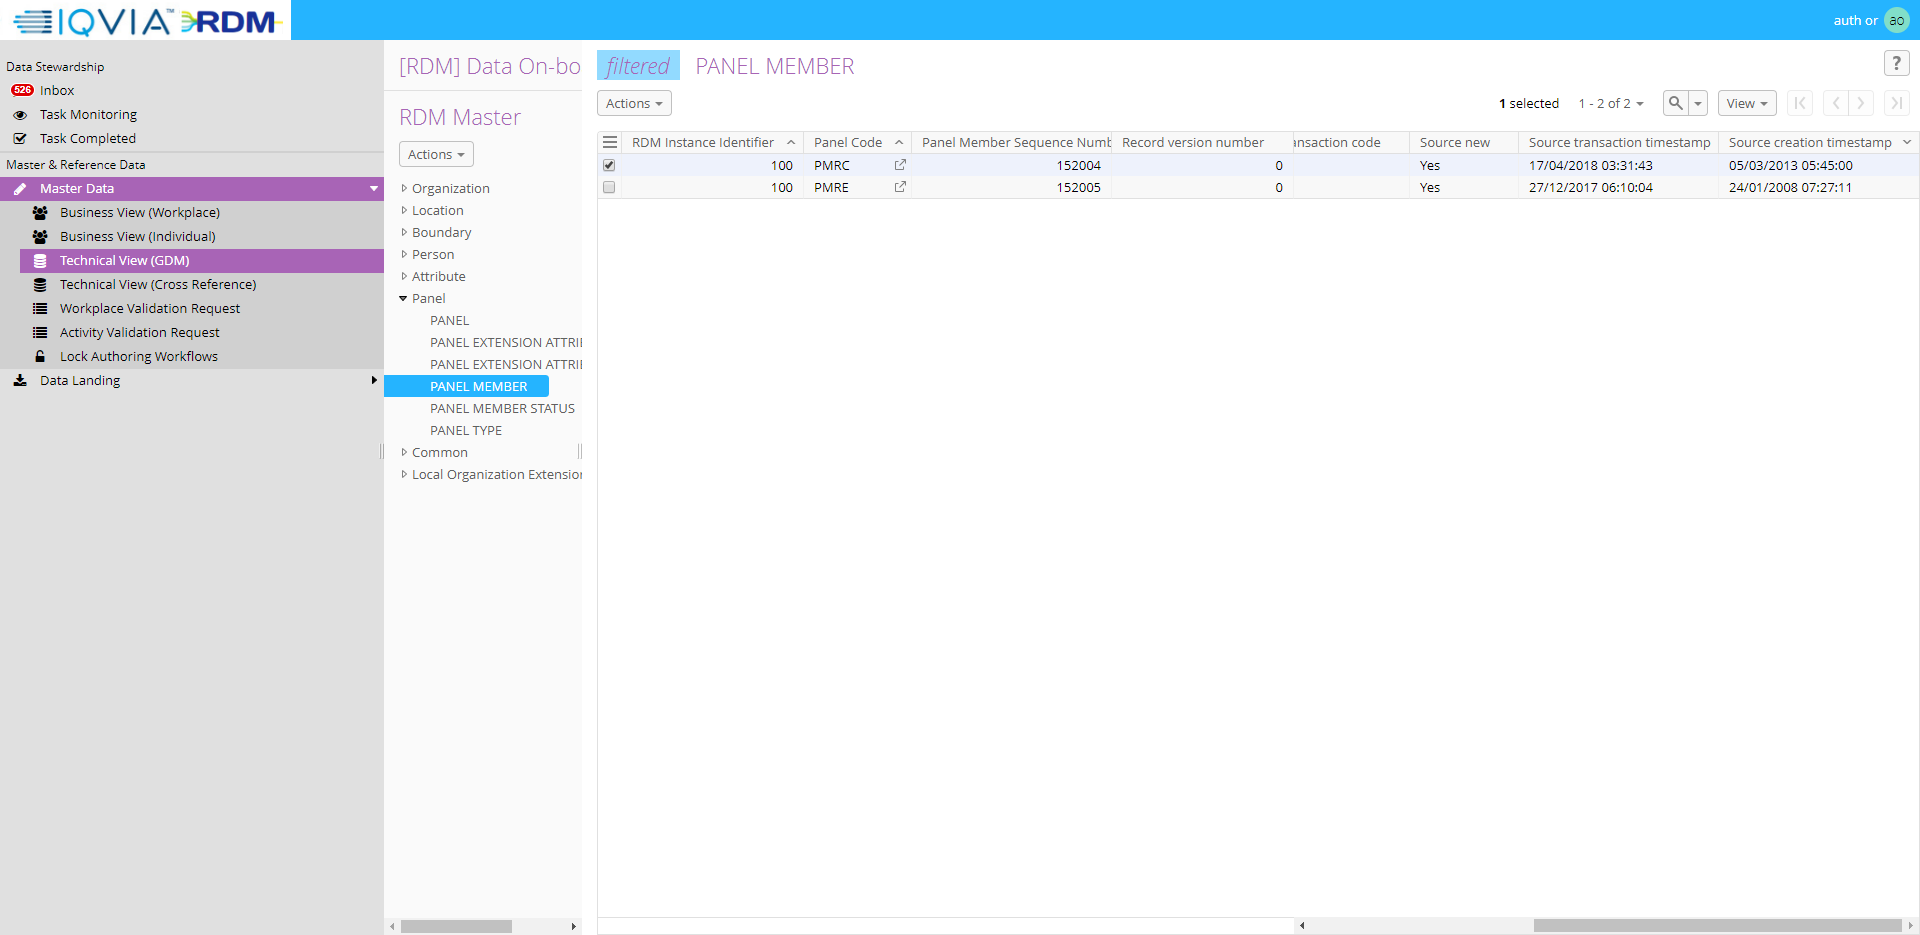 IQVIA™ RDM
auth or
ao
Data Stewardship
526 Inbox
Task Monitoring
Task Completed
Master & Reference Data
Master Data
Business View (Workplace)
Business View (Individual)
Technical View (GDM)
Technical View (Cross Reference)
Workplace Validation Request
Activity Validation Request
Lock Authoring Workflows
Data Landing
[RDM] Data On-bo
RDM Master
Actions
Organization
Location
Boundary
Person
Attribute
Panel
PANEL
PANEL EXTENSION ATTRI
PANEL EXTENSION ATTRI
PANEL MEMBER
PANEL MEMBER STATUS
PANEL TYPE
Common
Local Organization Extension
filtered PANEL MEMBER
?
Actions
1 selected 1 - 2 of 2 View
RDM Instance Identifier Panel Code Panel Member Sequence Numb Record version number ansaction code Source new Source transaction timestamp Source creation timestamp
100 PMRC 152004 0 Yes 17/04/2018 03:31:43 05/03/2013 05:45:00
100 PMRE 152005 0 Yes 27/12/2017 06:10:04 24/01/2008 07:27:11